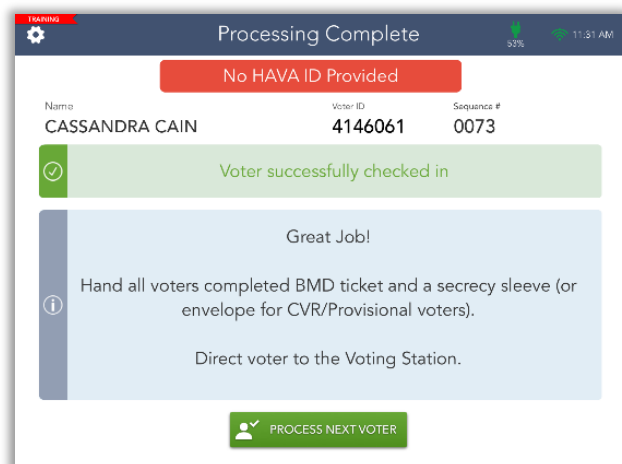 TRAINING
Processing Complete
53%
11:31 AM
No HAVA ID Provided
Name
Voter ID
Sequence #
CASSANDRA CAIN
4146061
0073
Voter successfully checked in
Great Job!
Hand all voters completed BMD ticket and a secrecy sleeve (or
envelope for CVR/Provisional voters).
Direct voter to the Voting Station.
PROCESS NEXT VOTER